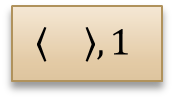 ⟨  ⟩, 1